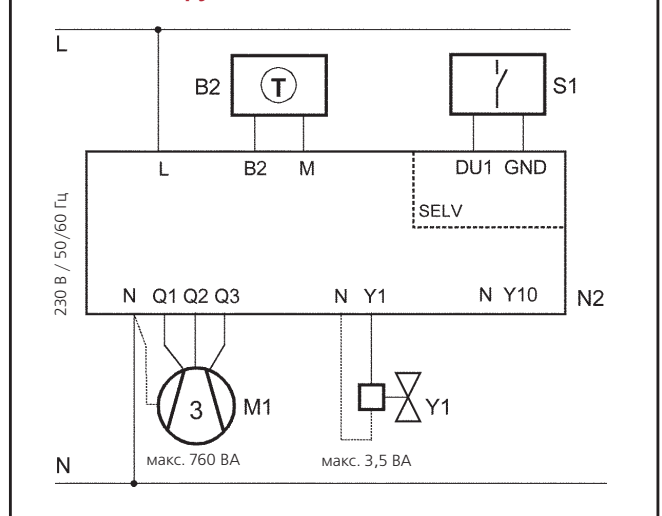 L
B2
T
S1
L B2 M DU1 GND
SELV
230 В / 50/60 Гц
N Q1 Q2 Q3 N Y1 N Y10
N2
3
M1
Y1
N
макс. 760 ВА
макс. 3,5 ВА